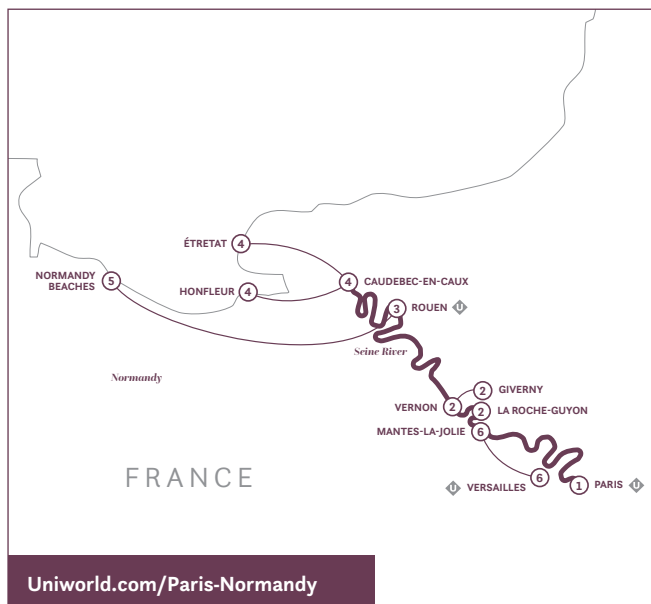 ÉTRETAT
4
NORMANDY
BEACHES
5
HONFLEUR
4
4
CAUDEBEC-EN-CAUX
3
ROUEN
U
Seine River
Normandy
2
GIVERNY
VERNON
2
2
LA ROCHE-GUYON
MANTES-LA-JOLIE
6
FRANCE
U
VERSAILLES
6
1
PARIS
U
Uniworld.com/Paris-Normandy